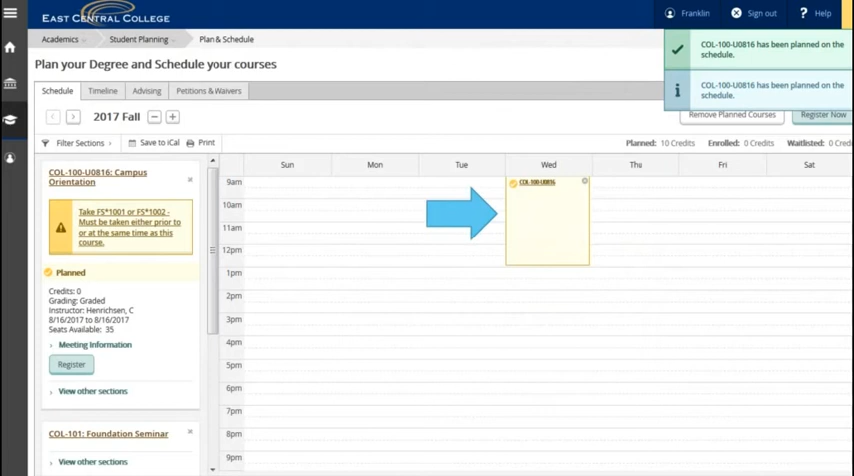 EAST CENTRAL COLLEGE
Franklin
Sign out
? Help
Academics
Student Planning
Plan & Schedule
COL-100-U0816 has been planned on the
schedule.
Plan your Degree and Schedule your courses
COL-100-U0816 has been planned on the
schedule.
Schedule
Timeline
Advising
Petitions & Waivers
2017 Fall
Remove Planned Courses
Register Now
Filter Sections
Save to iCal
Print
Planned: 10 Credits
Enrolled: 0 Credits
Waitlisted: 0 Cred
Sun
Mon
Tue
Wed
Thu
Fri
Sat
COL-100-U0816: Campus
Orientation
Take FS*1001 or FS*1002 -
Must be taken either prior to
or at the same time as this
course.
Planned
Credits: 0
Grading: Graded
Instructor: Henrichsen, C
8/16/2017 to 8/16/2017
Seats Available: 35
Meeting Information
Register
View other sections
COL-101: Foundation Seminar
View other sections
9am
COL-100-U0816
10am
11am
12pm
1pm
2pm
3pm
4pm
5pm
6pm
7pm
8pm
9pm